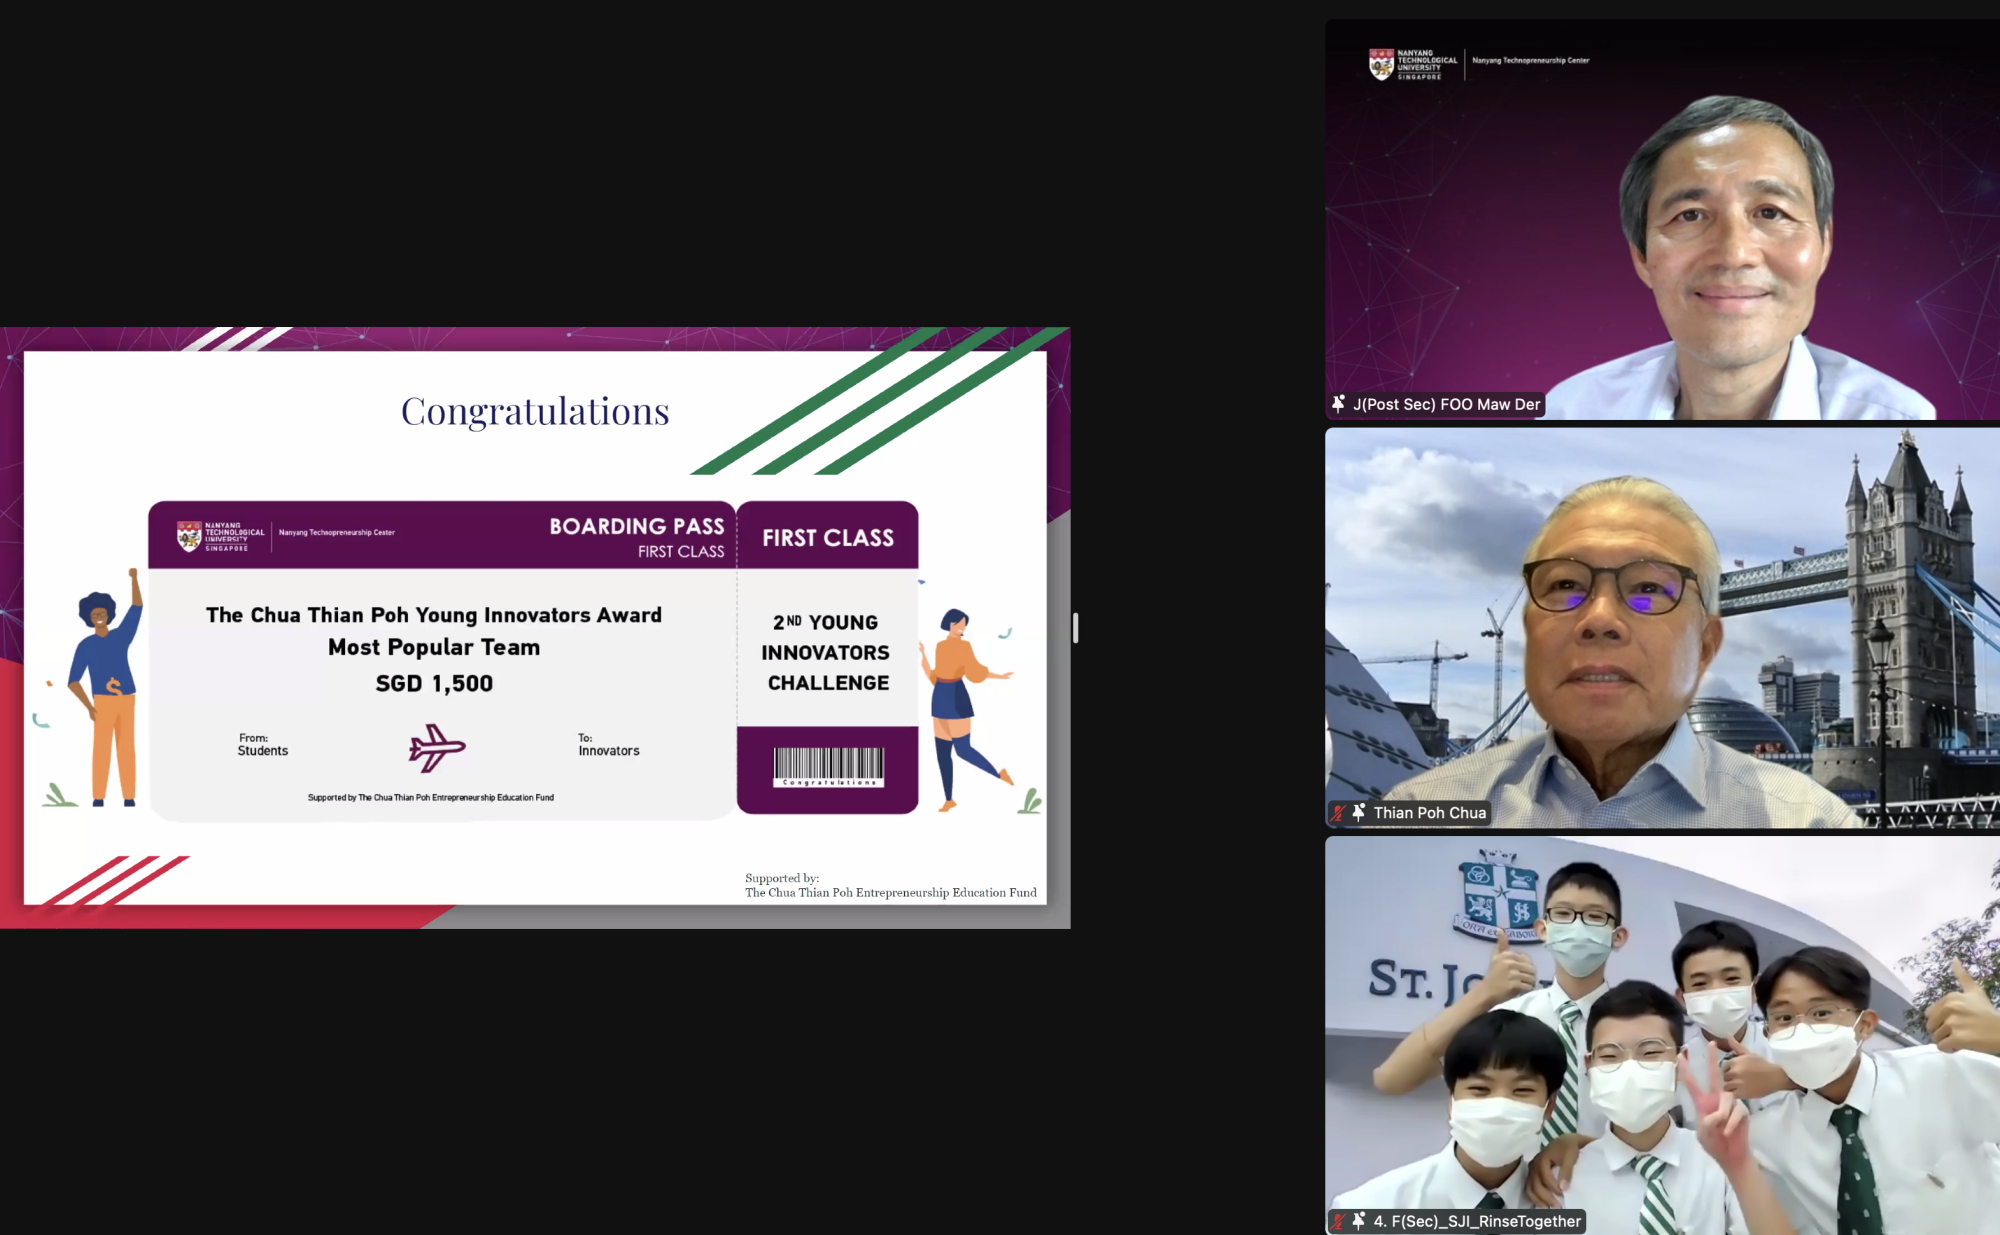 Congratulations
NANYANG
TECHNOLOGICAL
UNIVERSITY
SINGAPORE
Nanyang Technopreneurship Center
BOARDING PASS
FIRST CLASS
The Chua Thian Poh Young Innovators Award
Most Popular Team
SGD 1,500
From:
Students
To:
Innovators
Supported by The Chua Thian Poh Entrepreneurship Education Fund
FIRST CLASS
2ND YOUNG
INNOVATORS
CHALLENGE
Congratulations
Supported by:
The Chua Thian Poh Entrepreneurship Education Fund
NANYANG
TECHNOLOGICAL
UNIVERSITY
SINGAPORE
Nanyang Technopreneurship Center
J(Post Sec) FOO Maw Der
Thian Poh Chua
ST. J
4. F(Sec)_SJI_RinseTogether